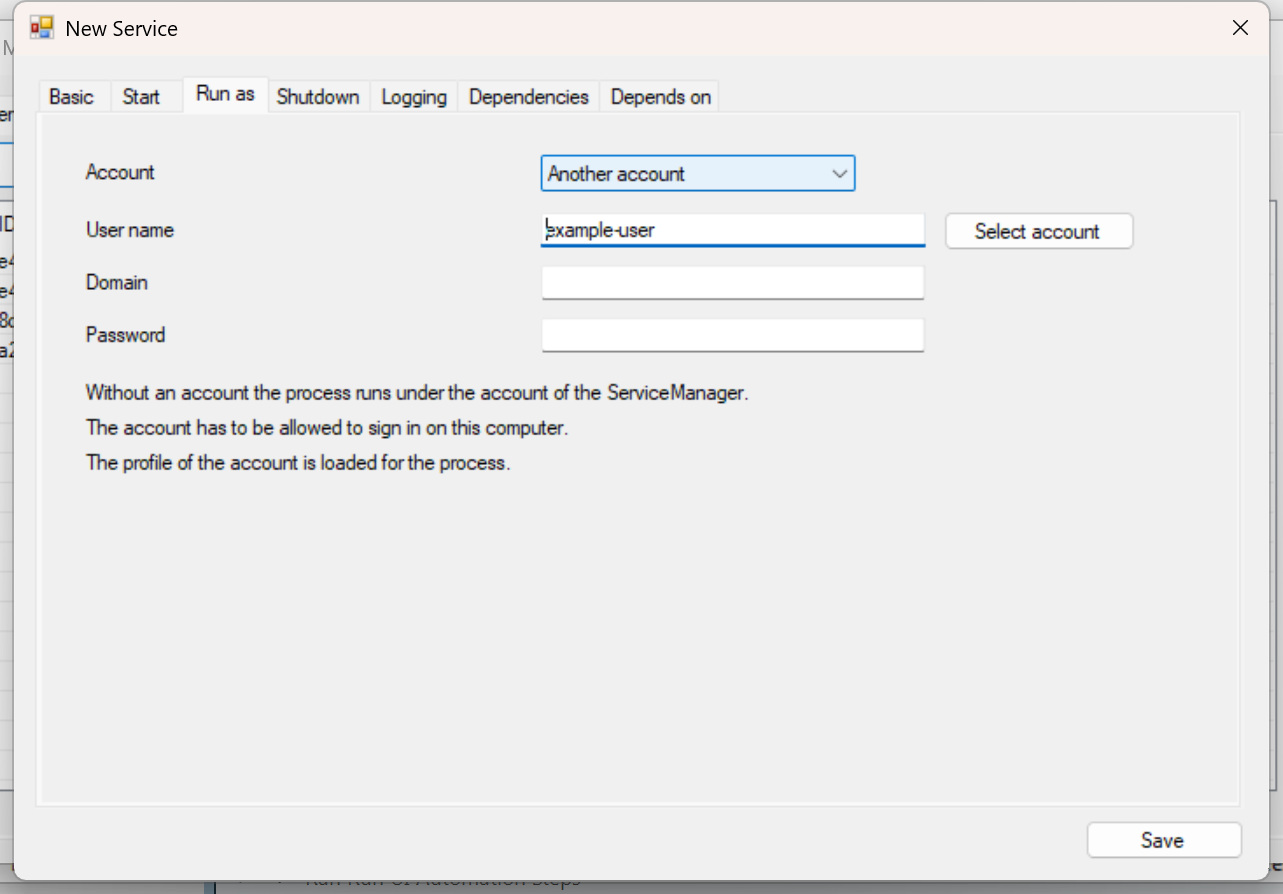 New Service
Basic Start Run as Shutdown Logging Dependencies Depends on
Account Another account
User name example-user Select account
Domain
Password
Without an account the process runs under the account of the ServiceManager.
The account has to be allowed to sign in on this computer.
The profile of the account is loaded for the process.
Save